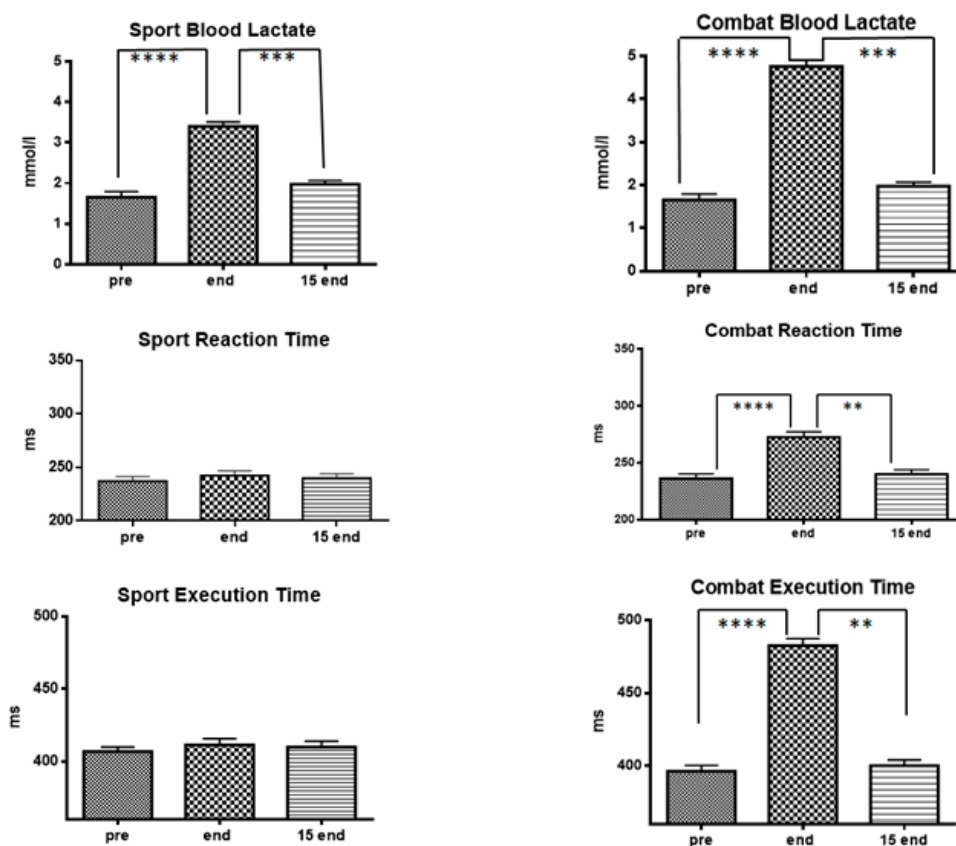 Sport Blood Lactate
**** ***
5
4
3
2
1
0
mmol/l
pre end 15 end
Combat Blood Lactate
**** ***
5
4
3
2
1
0
mmol/l
pre end 15 end
Sport Reaction Time
350
300
250
200
ms
pre end 15 end
Combat Reaction Time
350
300
250
200
ms
**** **
pre end 15 end
Sport Execution Time
500
450
400
ms
pre end 15 end
Combat Execution Time
500
450
400
ms
**** **
pre end 15 end